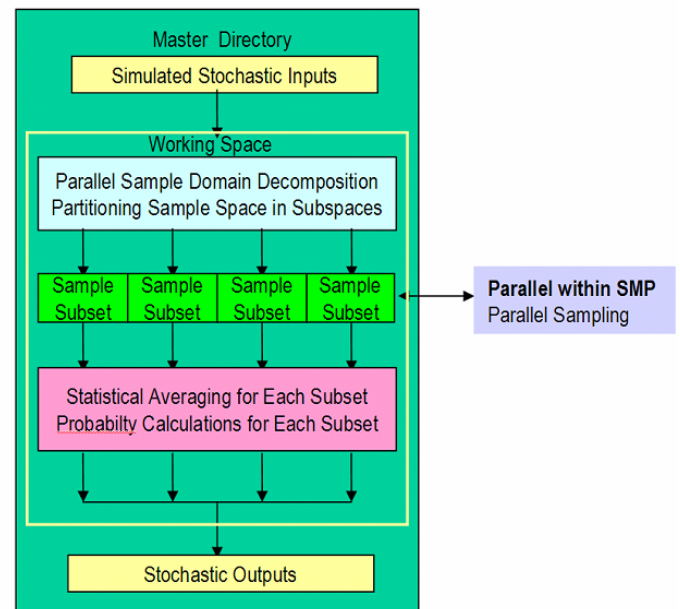 Master Directory
Simulated Stochastic Inputs
Working Space
Parallel Sample Domain Decomposition
Partitioning Sample Space in Subspaces
Sample Sample Sample Sample
Subset Subset Subset Subset
Parallel within SMP
Parallel Sampling
Statistical Averaging for Each Subset
Probabilty Calculations for Each Subset
Stochastic Outputs